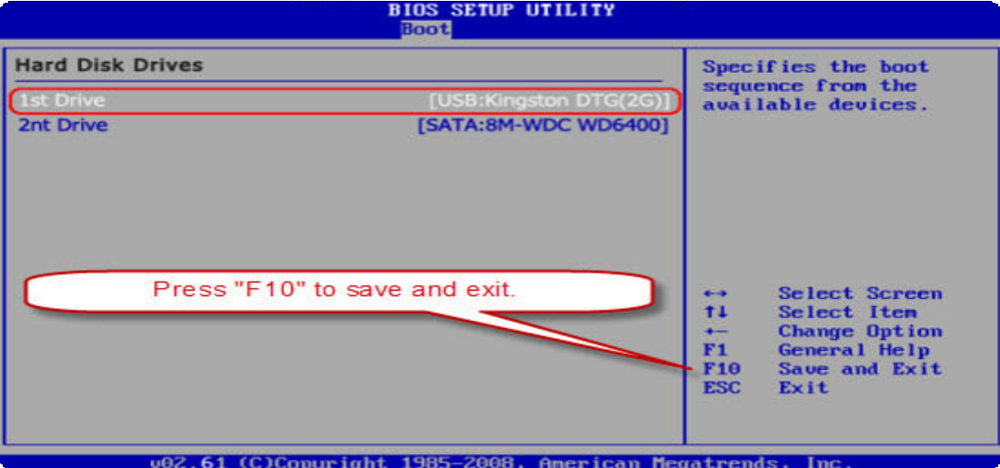 BIOS SETUP UTILITY
Boot
Hard Disk Drives
1st Drive [USB:Kingston DTG(2G)]
2nt Drive [SATA:8M-WDC WD6400]
Specifies the boot
sequence from the
available devices.
Press "F10" to save and exit.
←→ Select Screen
↑↓ Select Item
+- Change Option
F1 General Help
F10 Save and Exit
ESC Exit
v02.61 (C)Copyright 1985-2008, American Megatrends, Inc.